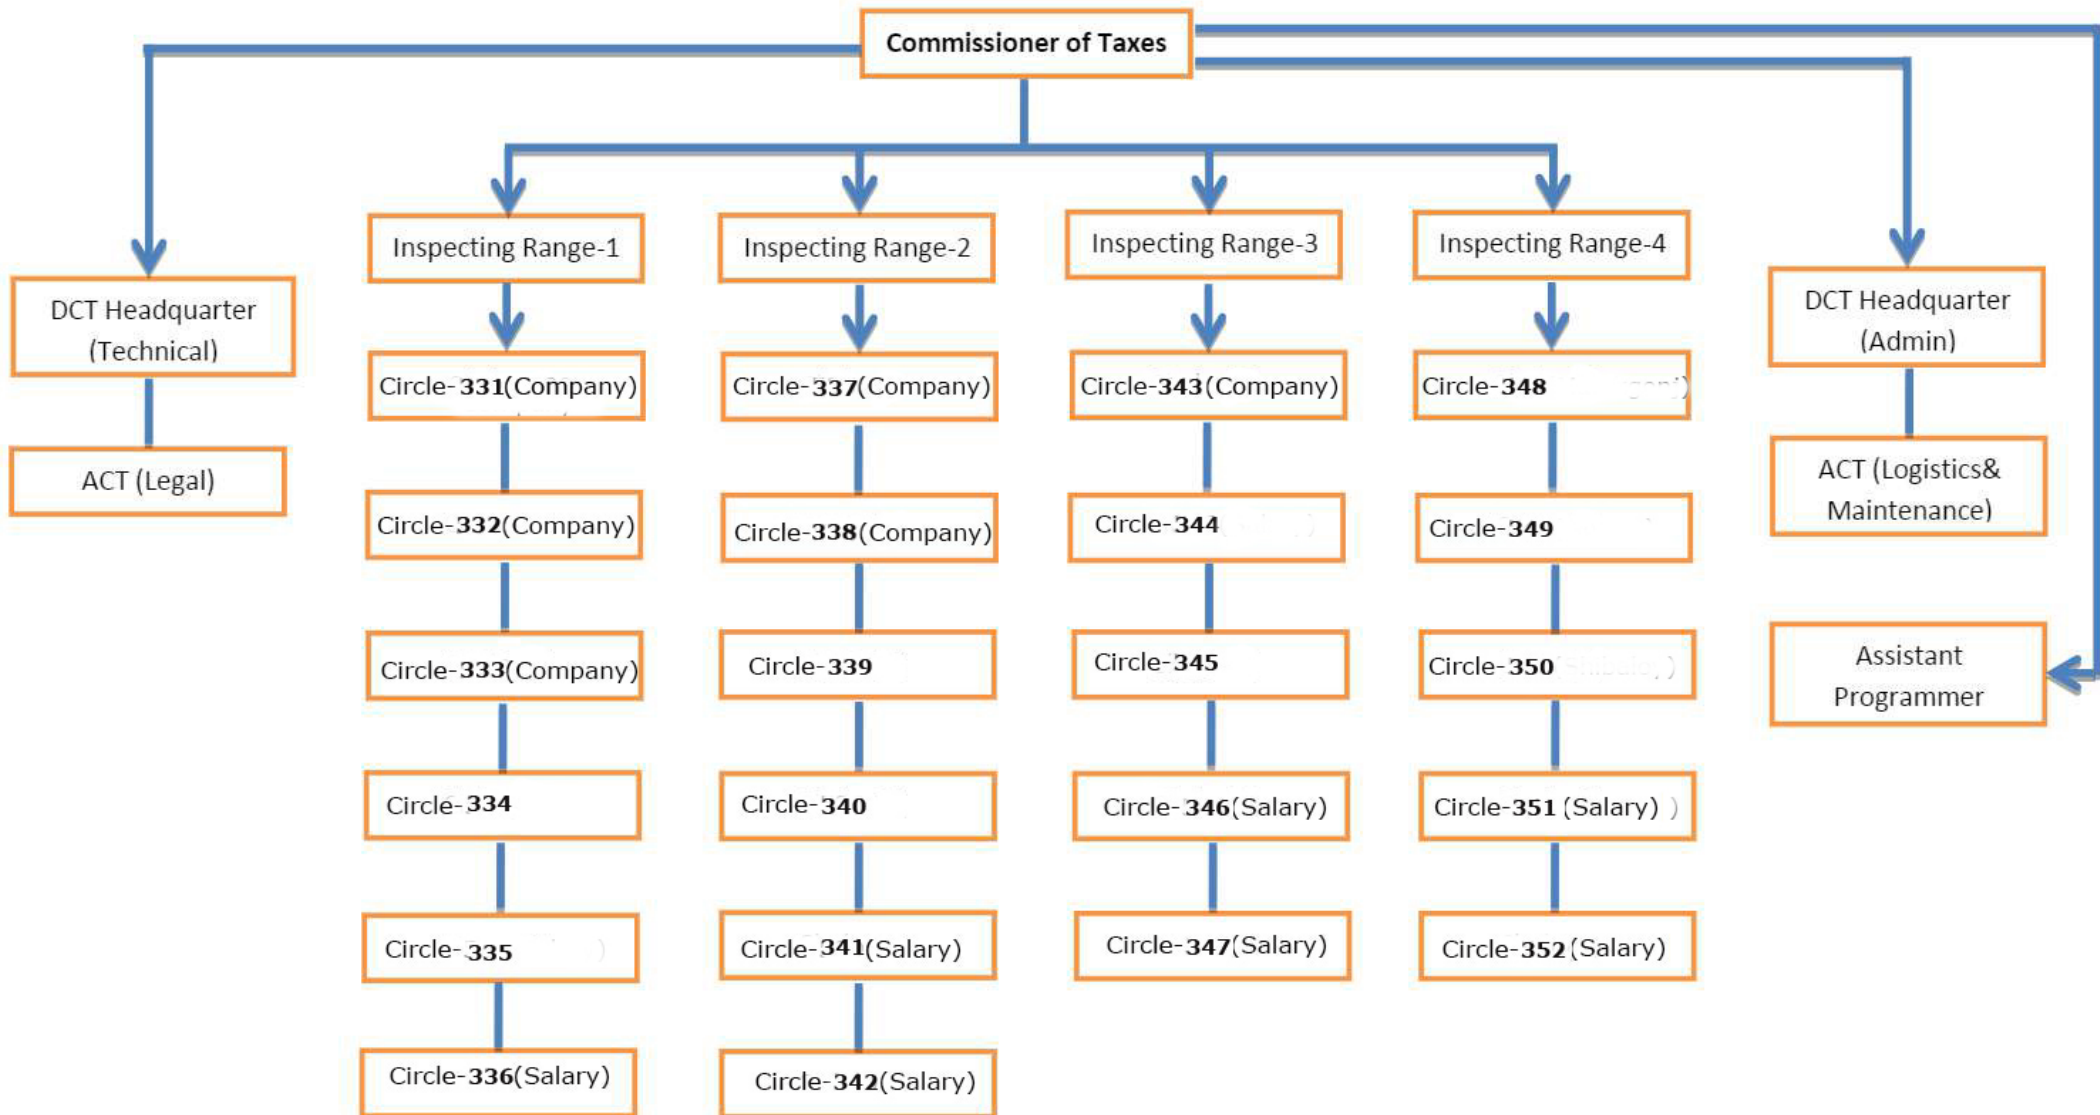 Commissioner of Taxes
Inspecting Range-1
Inspecting Range-2
Inspecting Range-3
Inspecting Range-4
DCT Headquarter
(Technical)
DCT Headquarter
(Admin)
Circle-331(Company)
Circle-337(Company)
Circle-343(Company)
Circle-348
ACT (Legal)
ACT (Logistics&
Maintenance)
Circle-332(Company)
Circle-338(Company)
Circle-344
Circle-349
Circle-333(Company)
Circle-339
Circle-345
Circle-350
Assistant
Programmer
Circle-334
Circle-340
Circle-346(Salary)
Circle-351 (Salary) )
Circle-335
Circle-341(Salary)
Circle-347(Salary)
Circle-352(Salary)
Circle-336(Salary)
Circle-342(Salary)